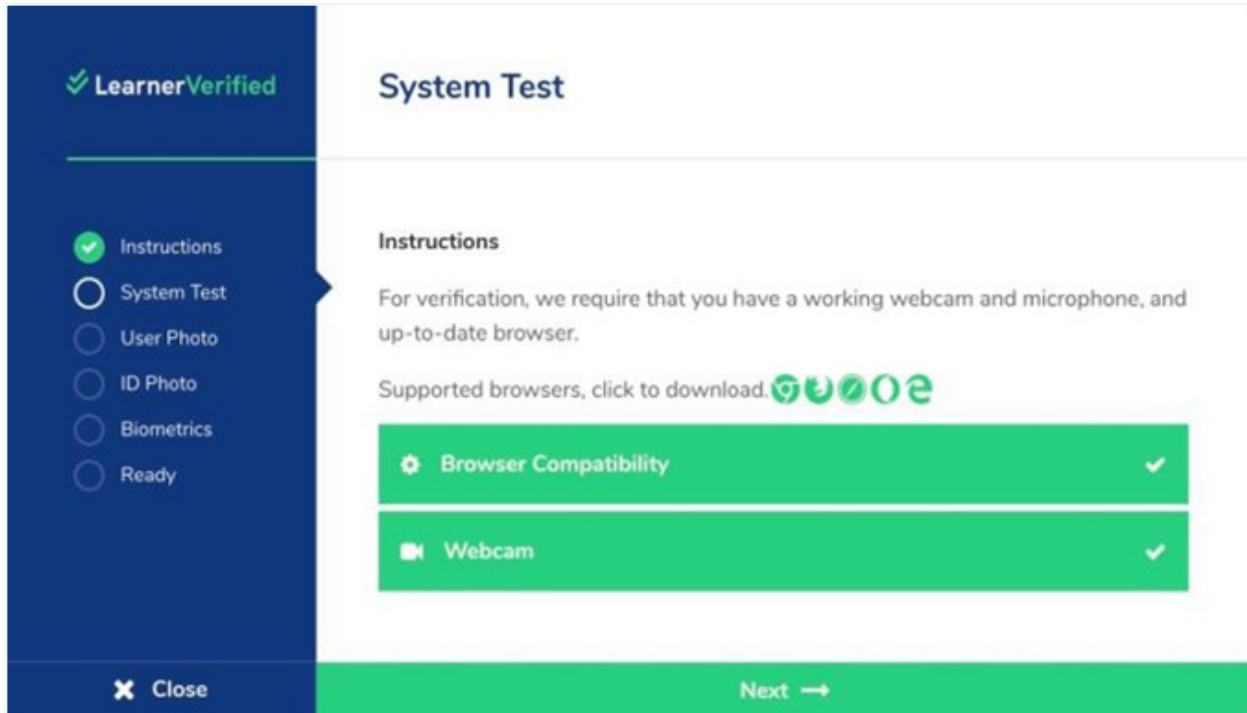 LearnerVerified
System Test
Instructions
System Test
User Photo
ID Photo
Biometrics
Ready
Instructions
For verification, we require that you have a working webcam and microphone, and
up-to-date browser.
Supported browsers, click to download.
Browser Compatibility
Webcam
Close
Next